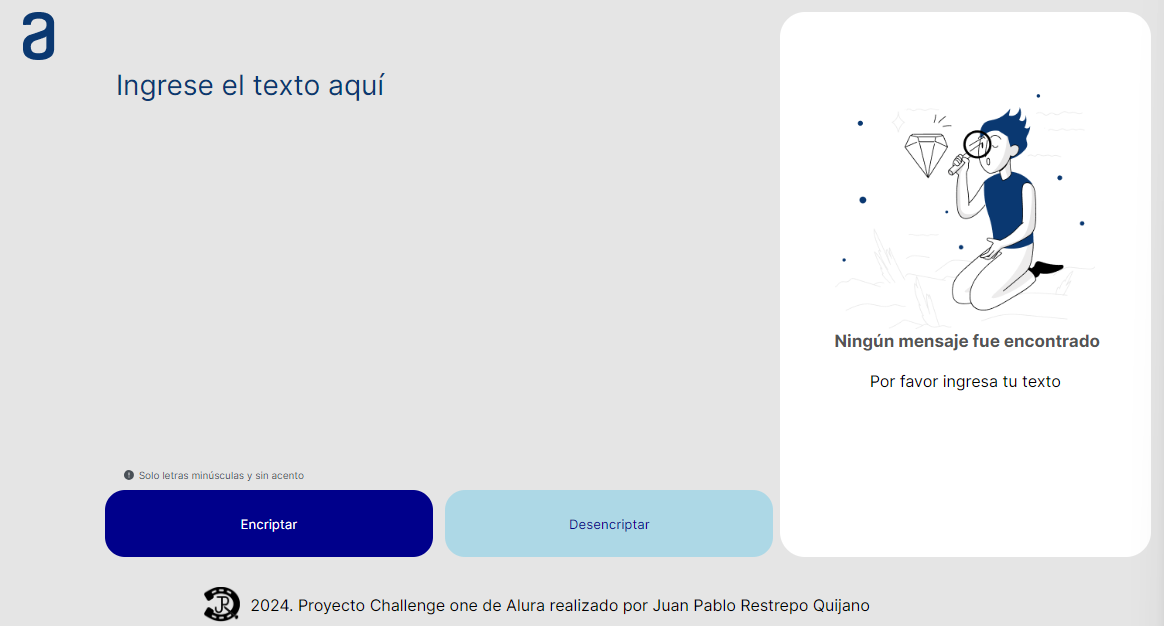 a
Ingrese el texto aquí
Ningún mensaje fue encontrado
Por favor ingresa tu texto
Solo letras minúsculas y sin acento
Encriptar
Desencriptar
JR
2024. Proyecto Challenge one de Alura realizado por Juan Pablo Restrepo Quijano